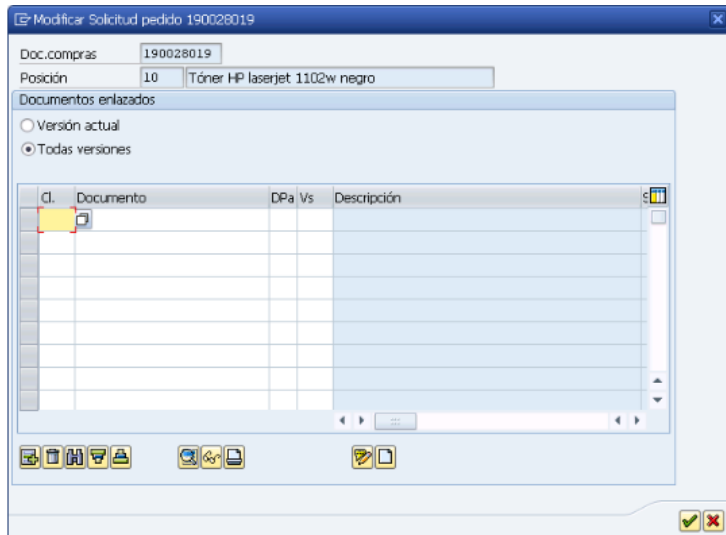 Modificar Solicitud pedido 190028019
Doc.compras 190028019
Posición 10 Tóner HP laserjet 1102w negro
Documentos enlazados
Versión actual
Todas versiones
Cl. Documento DPa Vs Descripción S